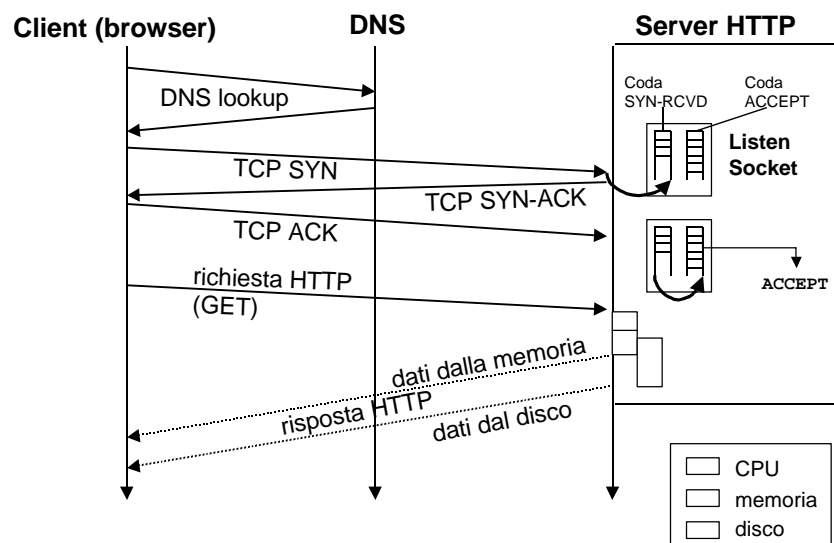 Client (browser)
DNS
Server HTTP
Coda
SYN-RCVD
Coda
ACCEPT
DNS lookup
Listen
Socket
TCP SYN
TCP SYN-ACK
TCP ACK
richiesta HTTP
(GET)
ACCEPT
dati dalla memoria
risposta HTTP
dati dal disco
CPU
memoria
disco